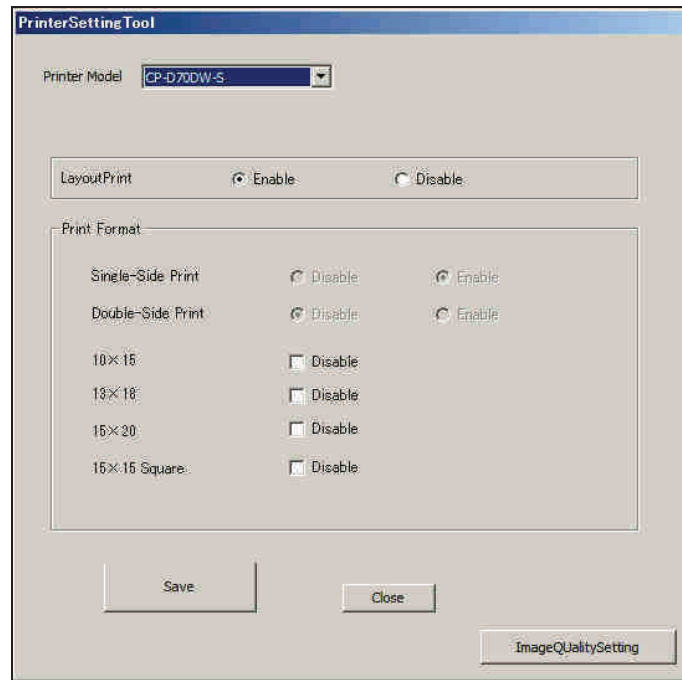 PrinterSettingTool
Printer Model CP-D70DW-S
LayoutPrint Enable Disable
Print Format
Single-Side Print Disable Enable
Double-Side Print Disable Enable
10×15 Disable
13×18 Disable
15×20 Disable
15×15 Square Disable
Save
Close
ImageQUalitySetting